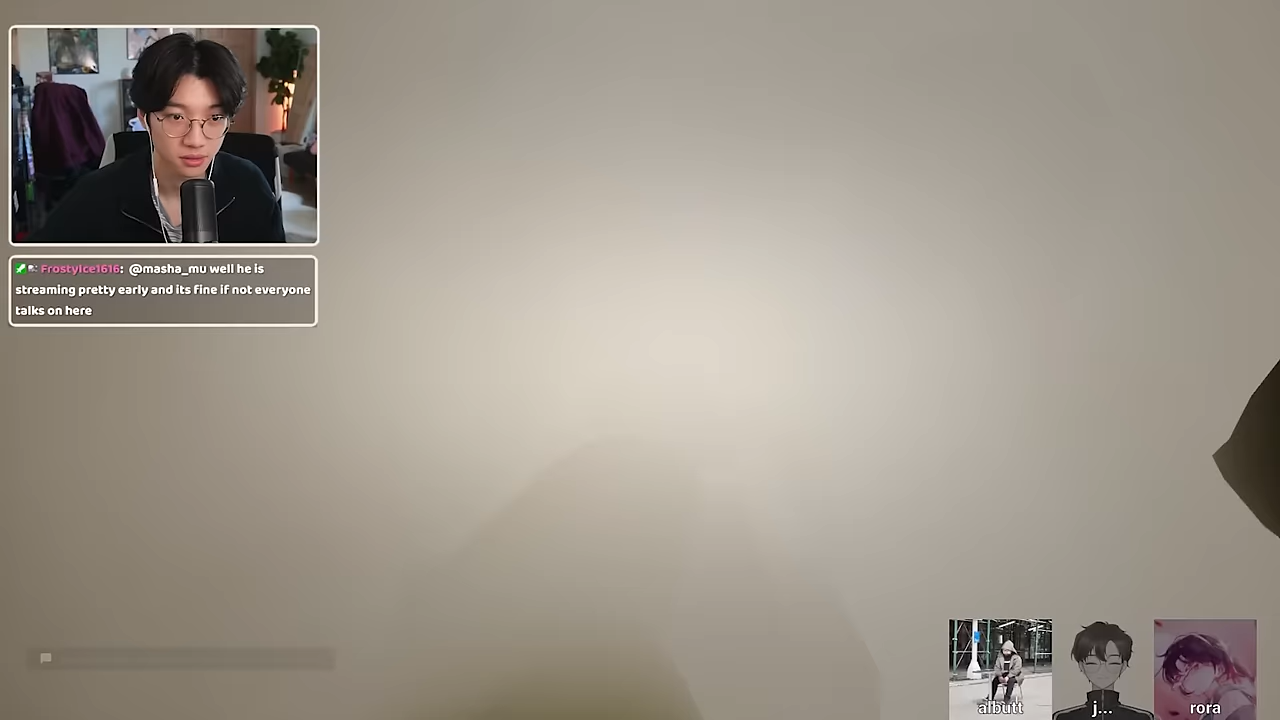 FrostyIce1616: @masha_mu well he is
streaming pretty early and its fine if not everyone
talks on here
albutt
j...
rora